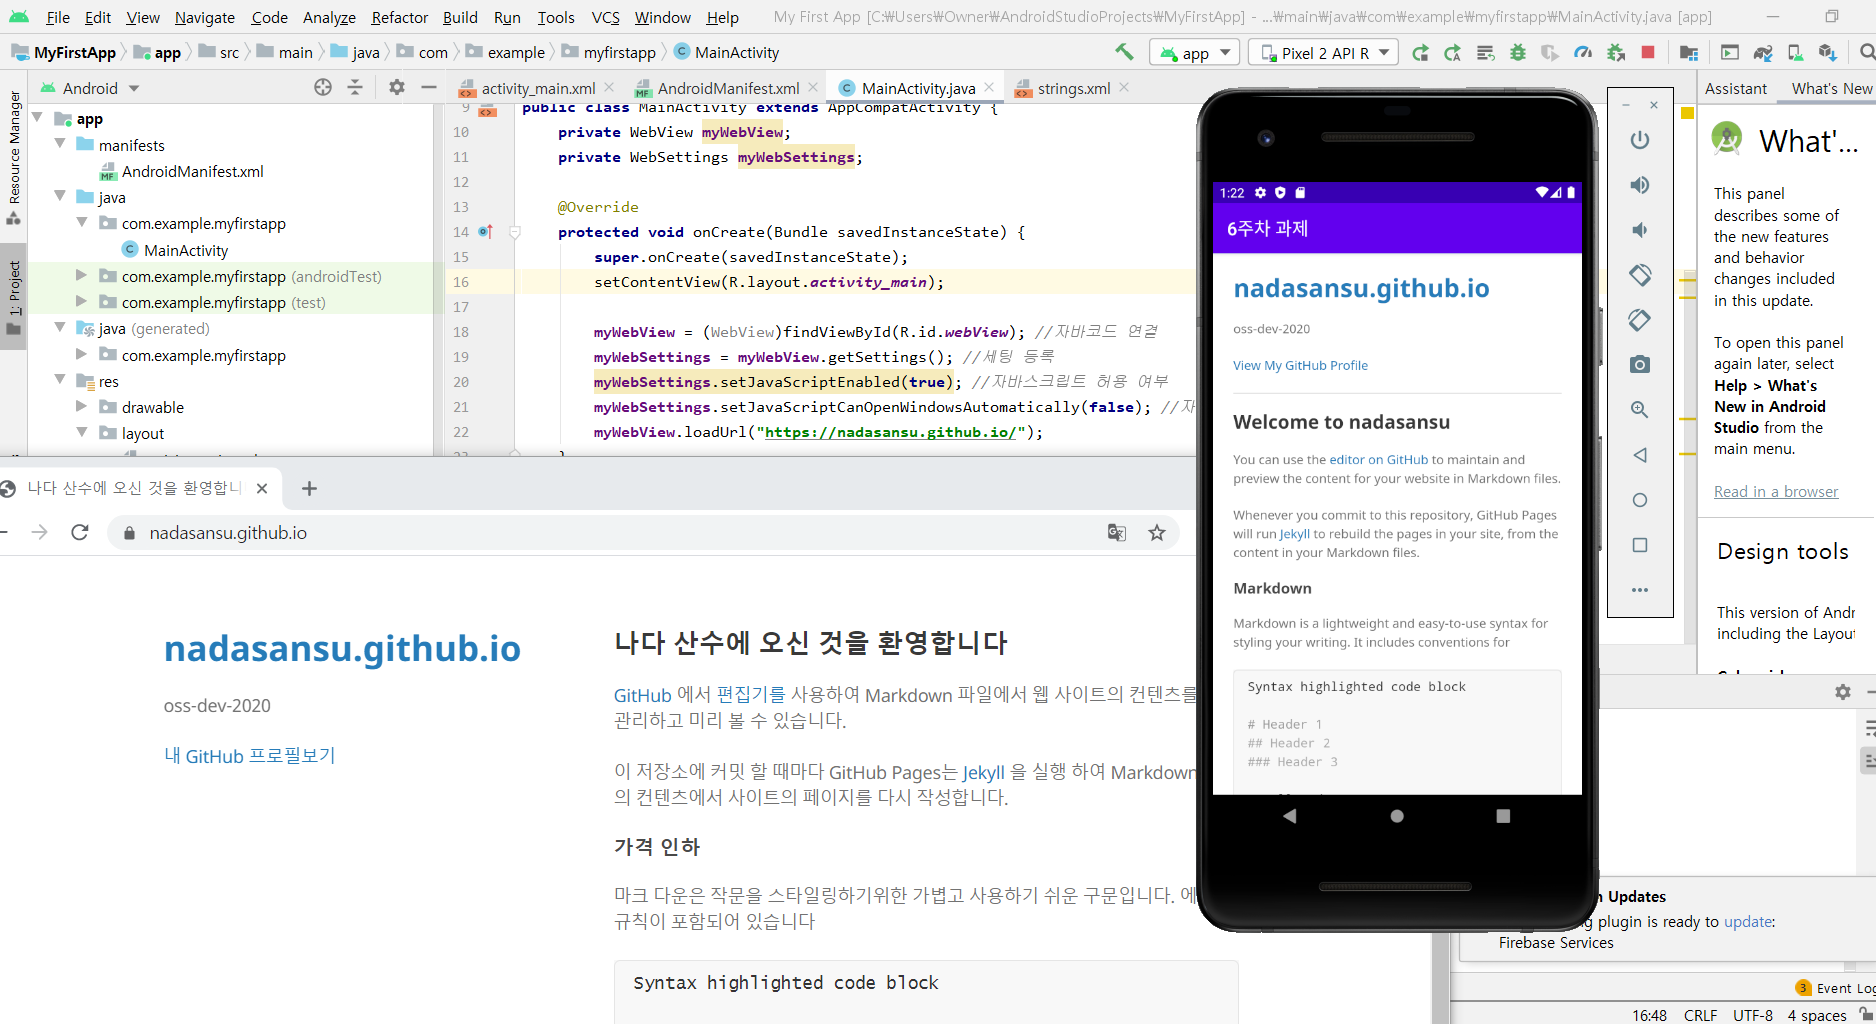 File Edit View Navigate Code Analyze Refactor Build Run Tools VCS Window Help My First App [C:₩Users₩Owner₩AndroidStudioProjects₩MyFirstApp] - ...₩main₩java₩com₩example₩myfirstapp₩MainActivity.java [app]
MyFirstApp app src main java com example myfirstapp MainActivity app Pixel 2 API R
Android
activity_main.xml AndroidManifest.xml MainActivity.java strings.xml
Assistant What's New
Resource Manager
1: Project
app
manifests
AndroidManifest.xml
java
com.example.myfirstapp
MainActivity
com.example.myfirstapp (androidTest)
com.example.myfirstapp (test)
java (generated)
com.example.myfirstapp
res
drawable
layout
9 public class MainActivity extends AppCompatActivity {
10 private WebView myWebView;
11 private WebSettings myWebSettings;
12
13 @Override
14 protected void onCreate(Bundle savedInstanceState) {
15 super.onCreate(savedInstanceState);
16 setContentView(R.layout.activity_main);
17
18 myWebView = (WebView)findViewById(R.id.webView); //자바코드 연결
19 myWebSettings = myWebView.getSettings(); //세팅 등록
20 myWebSettings.setJavaScriptEnabled(true); //자바스크립트 허용 여부
21 myWebSettings.setJavaScriptCanOpenWindowsAutomatically(false); //자
22 myWebView.loadUrl("https://nadasansu.github.io/");
23 }
나다 산수에 오신 것을 환영합니
nadasansu.github.io
nadasansu.github.io
oss-dev-2020
내 GitHub 프로필보기
나다 산수에 오신 것을 환영합니다
GitHub 에서 편집기를 사용하여 Markdown 파일에서 웹 사이트의 컨텐츠를
관리하고 미리 볼 수 있습니다.
이 저장소에 커밋 할 때마다 GitHub Pages는 Jekyll 을 실행 하여 Markdown
의 컨텐츠에서 사이트의 페이지를 다시 작성합니다.
가격 인하
마크 다운은 작문을 스타일링하기위한 가볍고 사용하기 쉬운 구문입니다. 에
규칙이 포함되어 있습니다
Syntax highlighted code block
1:22
6주차 과제
nadasansu.github.io
oss-dev-2020
View My GitHub Profile
Welcome to nadasansu
You can use the editor on GitHub to maintain and
preview the content for your website in Markdown files.
Whenever you commit to this repository, GitHub Pages
will run Jekyll to rebuild the pages in your site, from the
content in your Markdown files.
Markdown
Markdown is a lightweight and easy-to-use syntax for
styling your writing. It includes conventions for
Syntax highlighted code block
# Header 1
## Header 2
### Header 3
What'...
This panel
describes some of
the new features
and behavior
changes included
in this update.
To open this panel
again later, select
Help > What's
New in Android
Studio from the
main menu.
Read in a browser
Design tools
This version of Andr
including the Layout
n Updates
g plugin is ready to update:
Firebase Services
3 Event Log
16:48 CRLF UTF-8 4 spaces